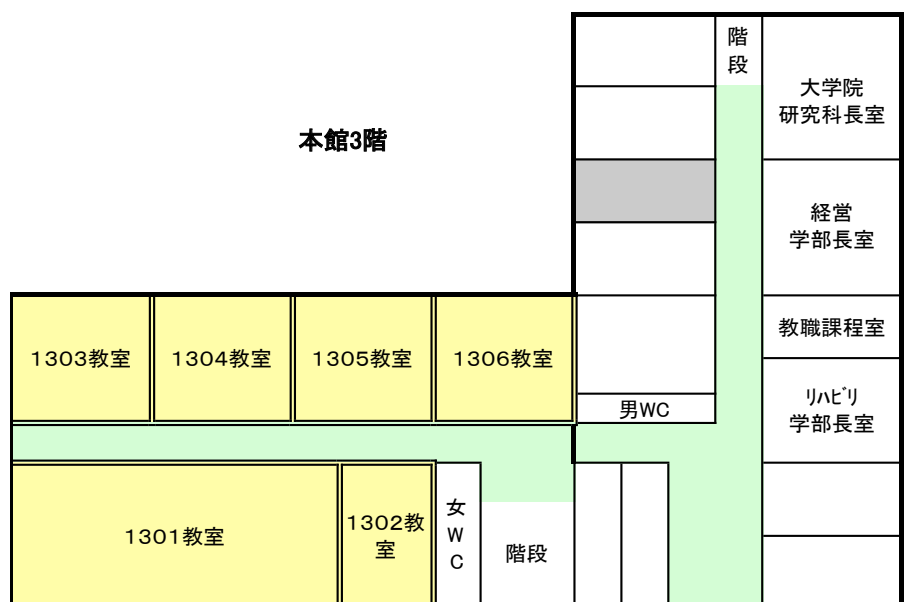 階
段
大学院
研究科長室
本館3階
経営
学部長室
教職課程室
1303教室
1304教室
1305教室
1306教室
ﾘﾊﾋﾞﾘ
学部長室
男WC
1301教室
1302教
室
女
W
C
階段